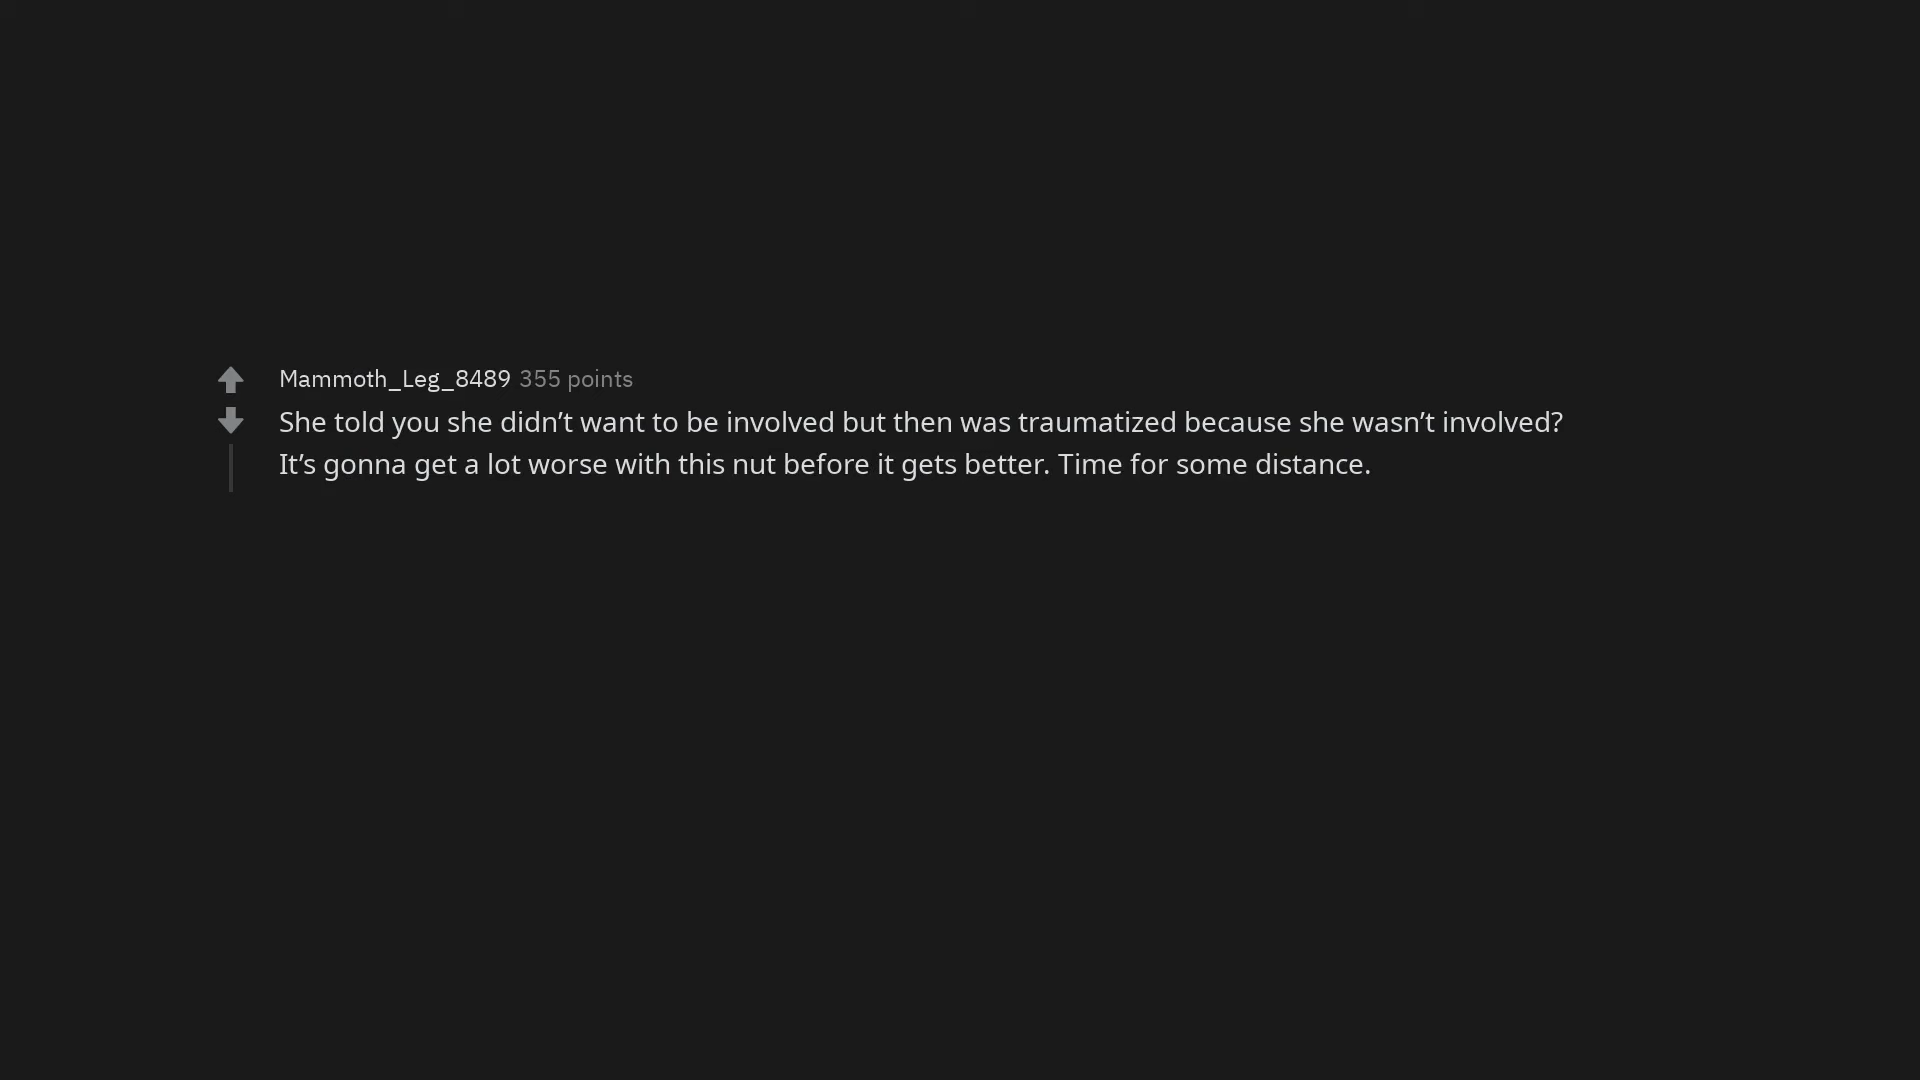 Mammoth_Leg_8489 355 points
She told you she didn’t want to be involved but then was traumatized because she wasn’t involved?
It’s gonna get a lot worse with this nut before it gets better. Time for some distance.